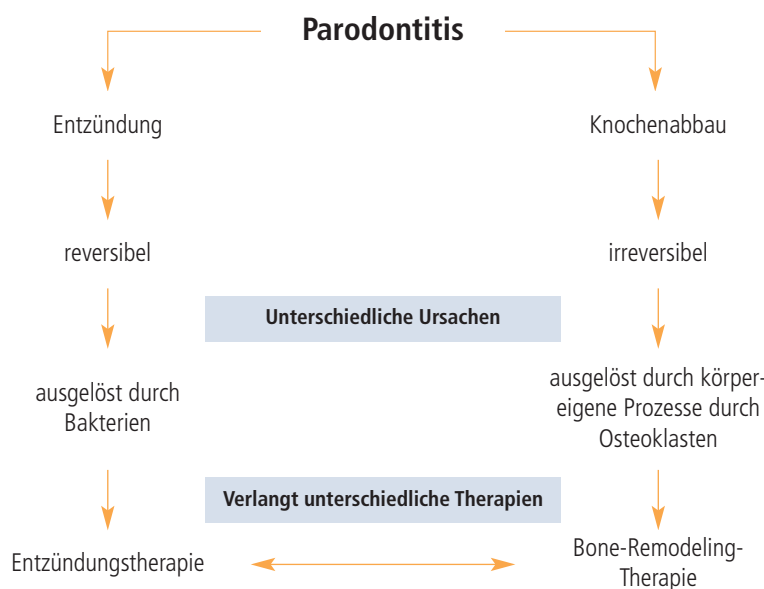 Parodontitis
Entzündung
Knochenabbau
reversibel
irreversibel
Unterschiedliche Ursachen
ausgelöst durch
Bakterien
ausgelöst durch körper-
eigene Prozesse durch
Osteoklasten
Verlangt unterschiedliche Therapien
Entzündungstherapie
Bone-Remodeling-
Therapie